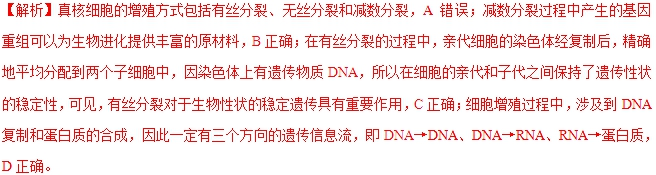 【解析】真核细胞的增殖方式包括有丝分裂、无丝分裂和减数分裂，A 错误；减数分裂过程中产生的基因
重组可以为生物进化提供丰富的原材料，B 正确；在有丝分裂的过程中，亲代细胞的染色体经复制后，精确
地平均分配到两个子细胞中，因染色体上有遗传物质 DNA，所以在细胞的亲代和子代之间保持了遗传性状
的稳定性，可见，有丝分裂对于生物性状的稳定遗传具有重要作用，C 正确；细胞增殖过程中，涉及到 DNA
复制和蛋白质的合成，因此一定有三个方向的遗传信息流，即 DNA→DNA、DNA→RNA、RNA→蛋白质，
D 正确。